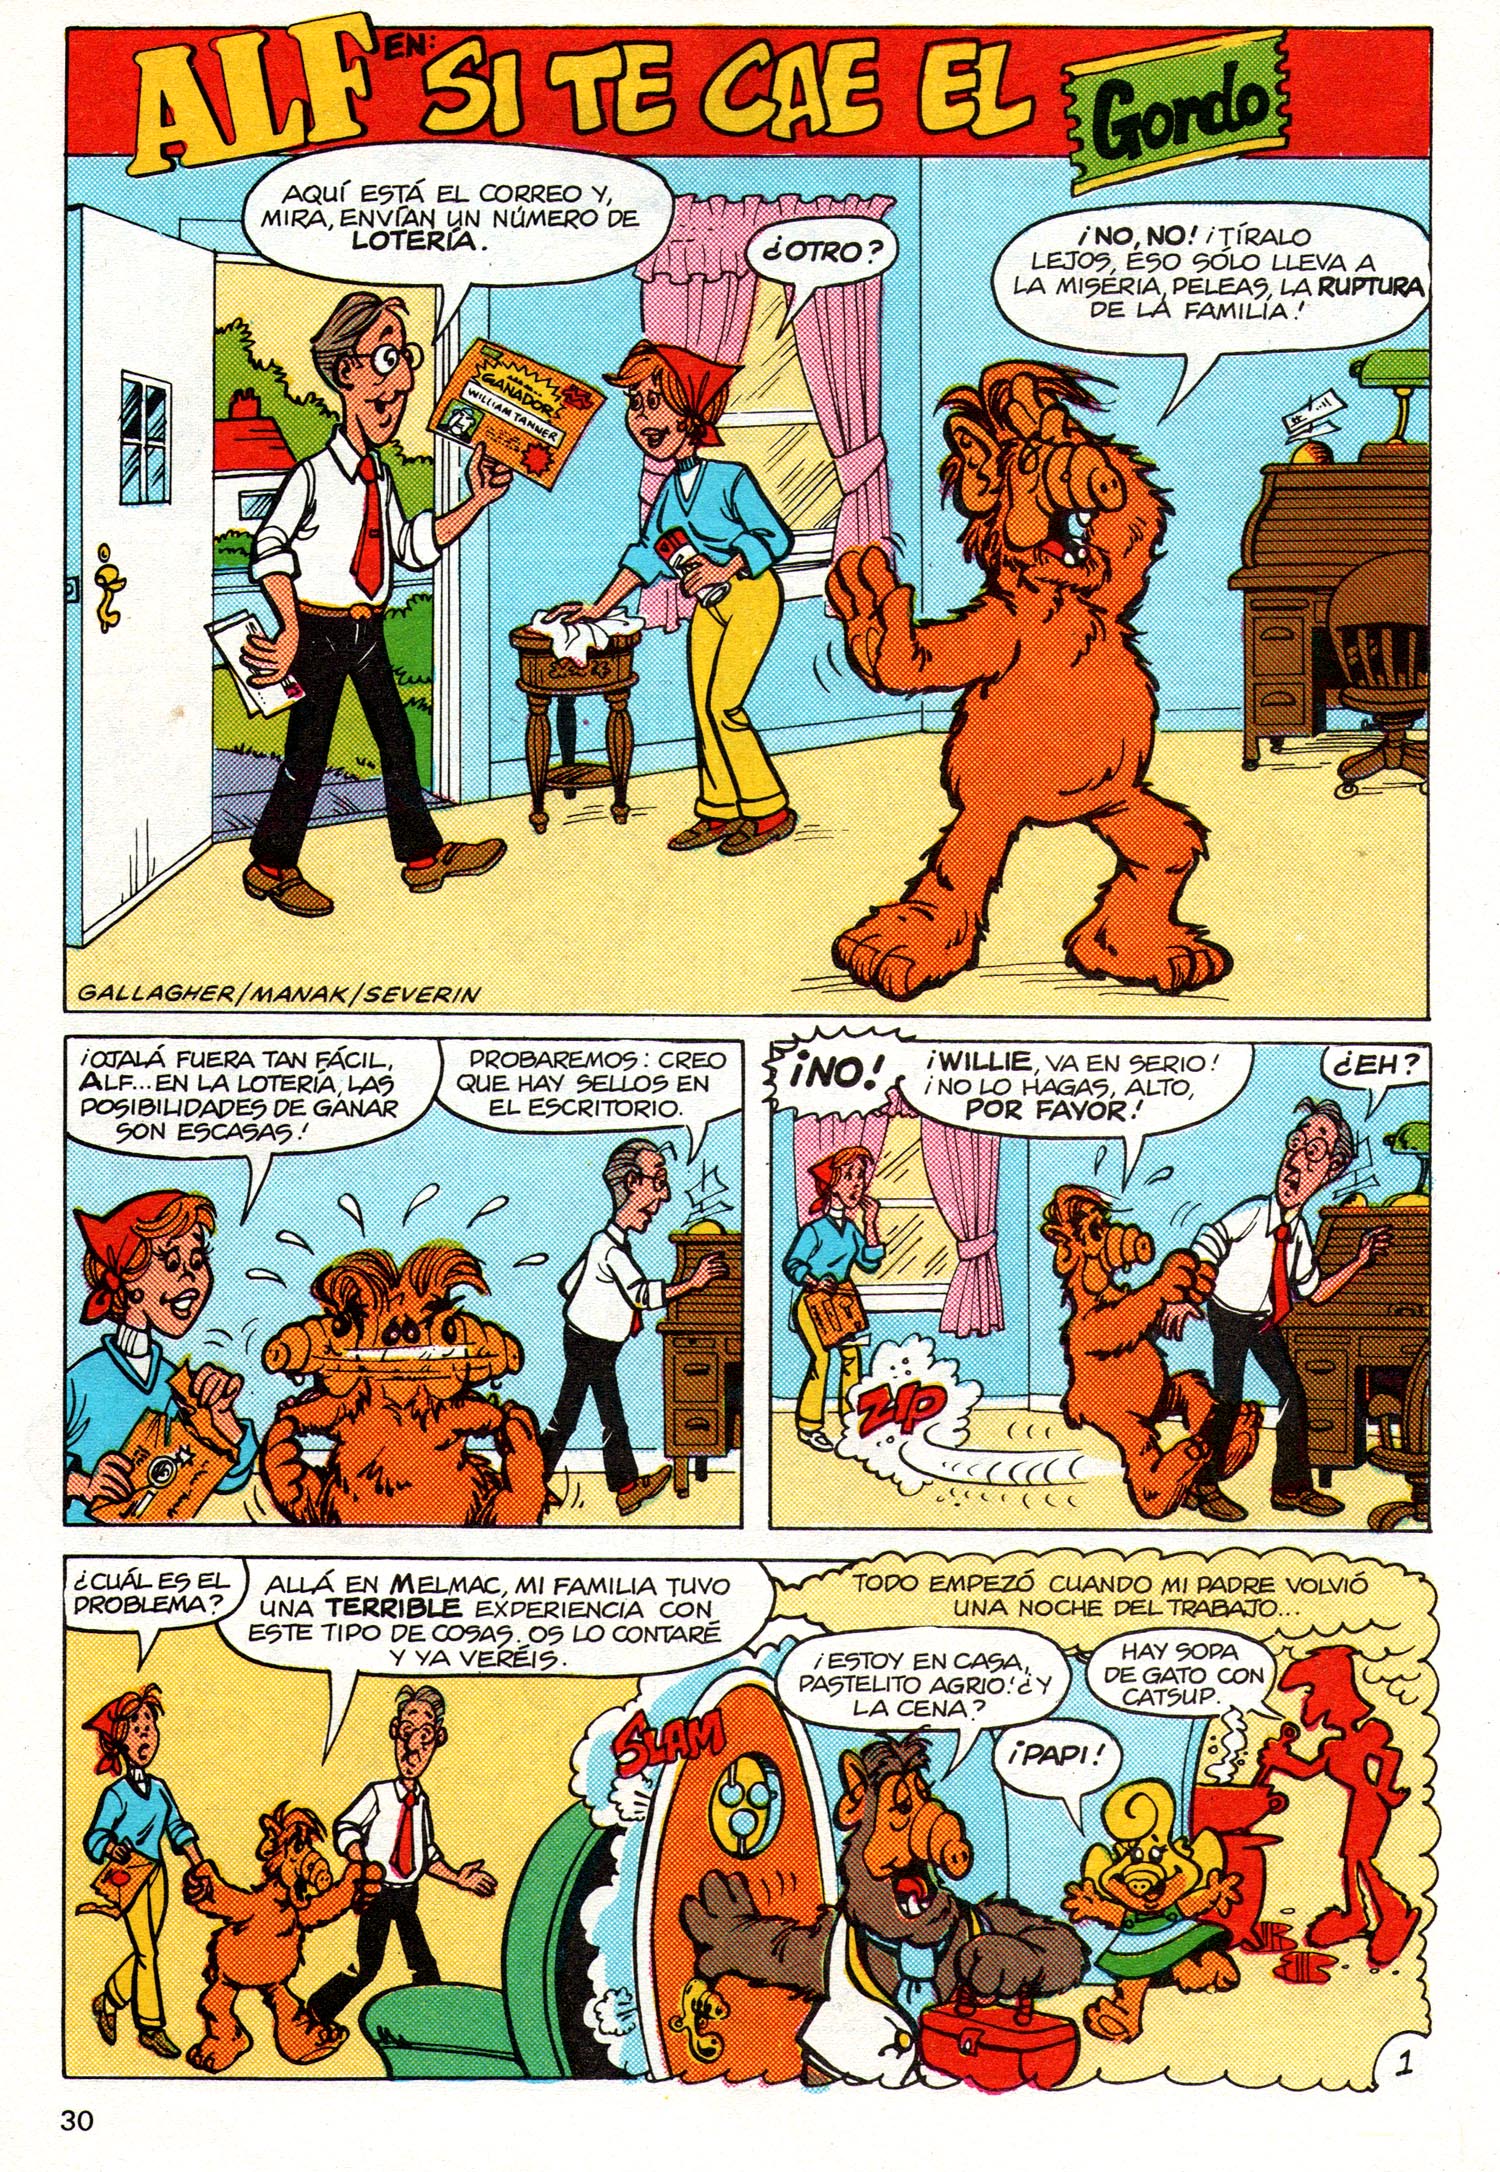 ALF EN: SI TE CAE EL Gordo
AQUÍ ESTÁ EL CORREO Y,
MIRA, ENVÍAN UN NÚMERO DE
LOTERÍA.
¿OTRO?
¡NO, NO! ¡TÍRALO
LEJOS, ESO SÓLO LLEVA A
LA MISERIA, PELEAS, LA RUPTURA
DE LA FAMILIA!
GANADOR
WILLIAM TANNER
GALLAGHER/MANAK/SEVERIN
¡OJALÁ FUERA TAN FÁCIL,
ALF... EN LA LOTERÍA, LAS
POSIBILIDADES DE GANAR
SON ESCASAS!
PROBAREMOS: CREO
QUE HAY SELLOS EN
EL ESCRITORIO.
¡NO!
¡WILLIE, VA EN SERIO!
¡NO LO HAGAS, ALTO,
POR FAVOR!
¿EH?
ZIP
¿CUÁL ES EL
PROBLEMA?
ALLÁ EN MELMAC, MI FAMILIA TUVO
UNA TERRIBLE EXPERIENCIA CON
ESTE TIPO DE COSAS. OS LO CONTARÉ
Y YA VERÉIS.
TODO EMPEZÓ CUANDO MI PADRE VOLVIÓ
UNA NOCHE DEL TRABAJO...
SLAM
¡ESTOY EN CASA,
PASTELITO AGRIO! ¿Y
LA CENA?
HAY SOPA
DE GATO CON
CATSUP.
¡PAPI!
1
30